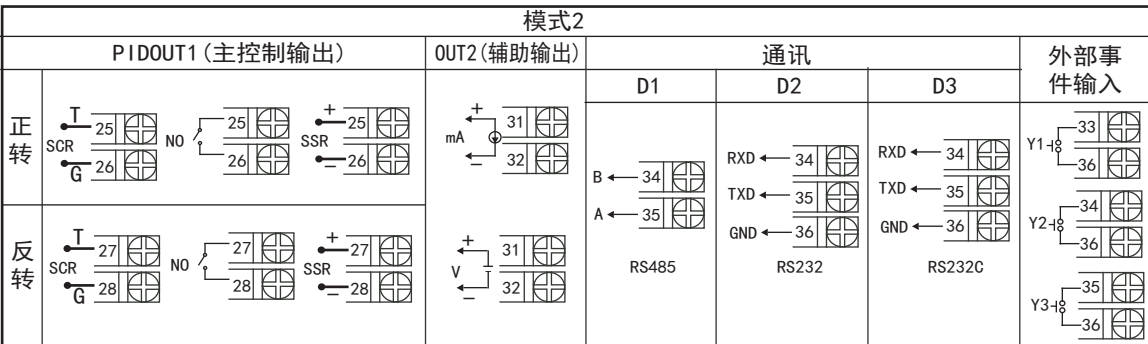 模式2
PIDOUT1(主控制输出)
OUT2(辅助输出)
通讯
外部事
件输入
D1
D2
D3
正
转
T
SCR
G
25
26
NO
25
26
+
SSR
−
25
26
+
mA
−
31
32
B
34
A
35
RS485
RXD
34
TXD
35
GND
36
RS232
RXD
34
TXD
35
GND
36
RS232C
Y1
33
36
Y2
34
36
Y3
35
36
反
转
T
SCR
G
27
28
NO
27
28
+
SSR
−
27
28
+
V
−
31
32